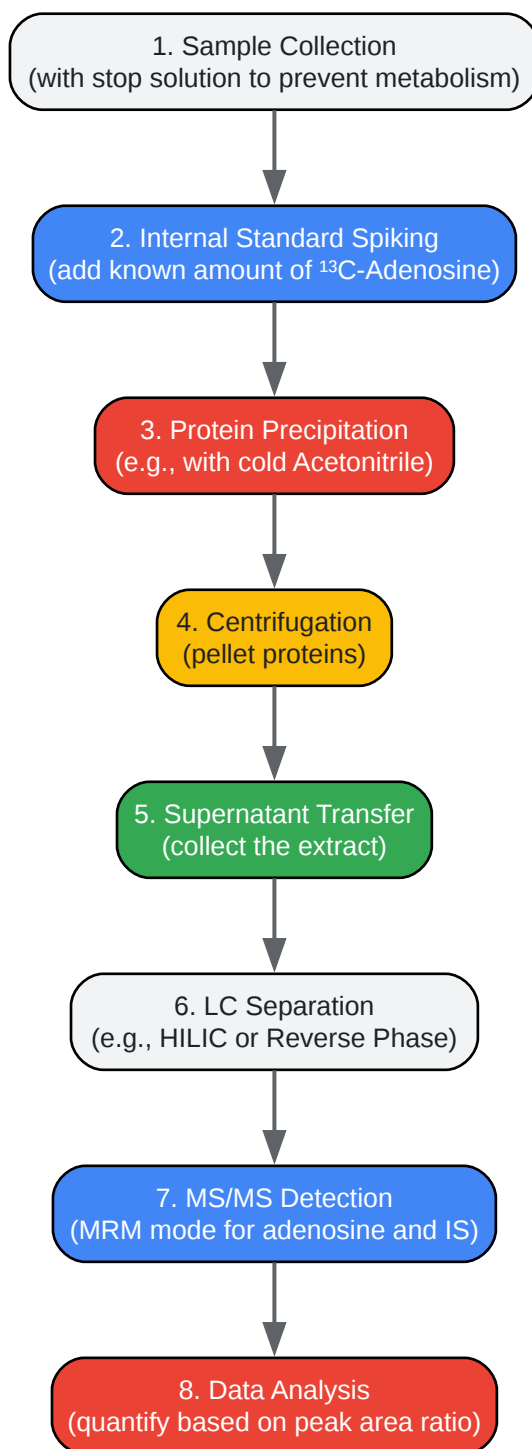 1. Sample Collection
(with stop solution to prevent metabolism)
2. Internal Standard Spiking
(add known amount of ¹³C-Adenosine)
3. Protein Precipitation
(e.g., with cold Acetonitrile)
4. Centrifugation
(pellet proteins)
5. Supernatant Transfer
(collect the extract)
6. LC Separation
(e.g., HILIC or Reverse Phase)
7. MS/MS Detection
(MRM mode for adenosine and IS)
8. Data Analysis
(quantify based on peak area ratio)